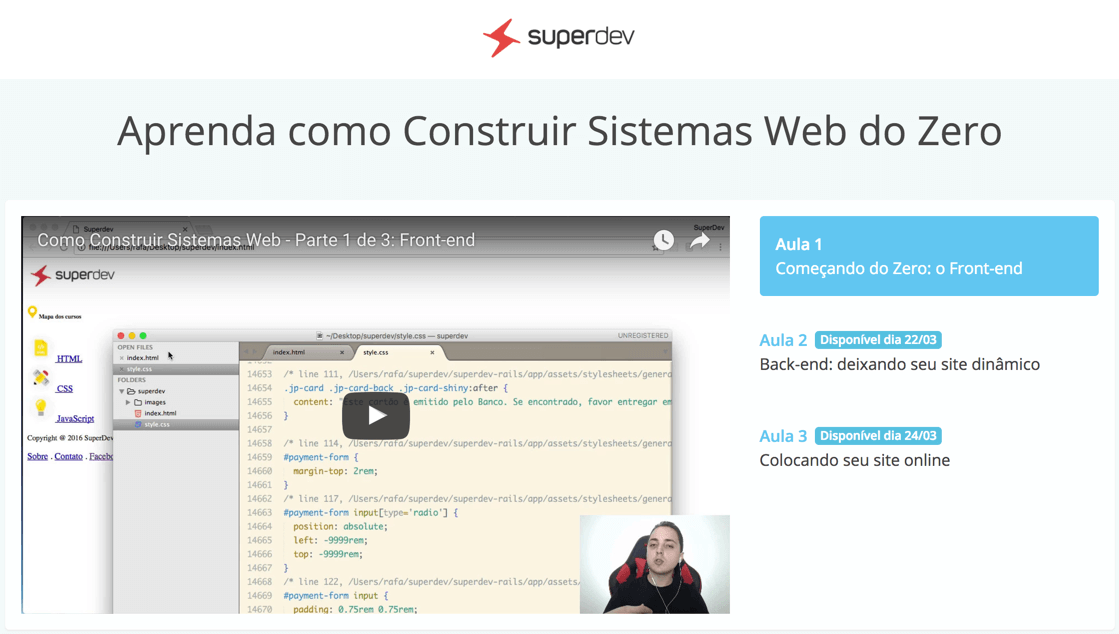 superdev
Aprenda como Construir Sistemas Web do Zero
Superdev
SuperDev
Como Construir Sistemas Web - Parte 1 de 3: Front-end
file:///Users/rafa/Desktop/superdev/index.html
superdev
Mapa dos cursos
HTML
CSS
JavaScript
Copyright @ 2016 SuperDev
Sobre . Contato . Facebo
~/Desktop/superdev/style.css — superdev
UNREGISTERED
OPEN FILES
index.html
style.css
FOLDERS
superdev
images
index.html
style.css
index.html
style.css
14653 /* line 111, /Users/rafa/superdev-rails/app/assets/stylesheets/genera
14654 .jp-card .jp-card-back .jp-card-shiny:after {
14655 content: "Este cartão é emitido pelo Banco. Se encontrado, favor entregar em
14656 }
14657
14658 /* line 114, /Users/rafa/superdev-rails/app/assets/stylesheets/genera
14659 #payment-form {
14660 margin-top: 2rem;
14661 }
14662 /* line 117, /Users/rafa/superdev-rails/app/assets/stylesheets/genera
14663 #payment-form input[type='radio'] {
14664 position: absolute;
14665 left: -9999rem;
14666 top: -9999rem;
14667 }
14668 /* line 122, /Users/rafa/superdev-rails/app/assets/
14669 #payment-form input {
14670 padding: 0.75rem 0.75rem;
Aula 1
Começando do Zero: o Front-end
Aula 2 Disponível dia 22/03
Back-end: deixando seu site dinâmico
Aula 3 Disponível dia 24/03
Colocando seu site online